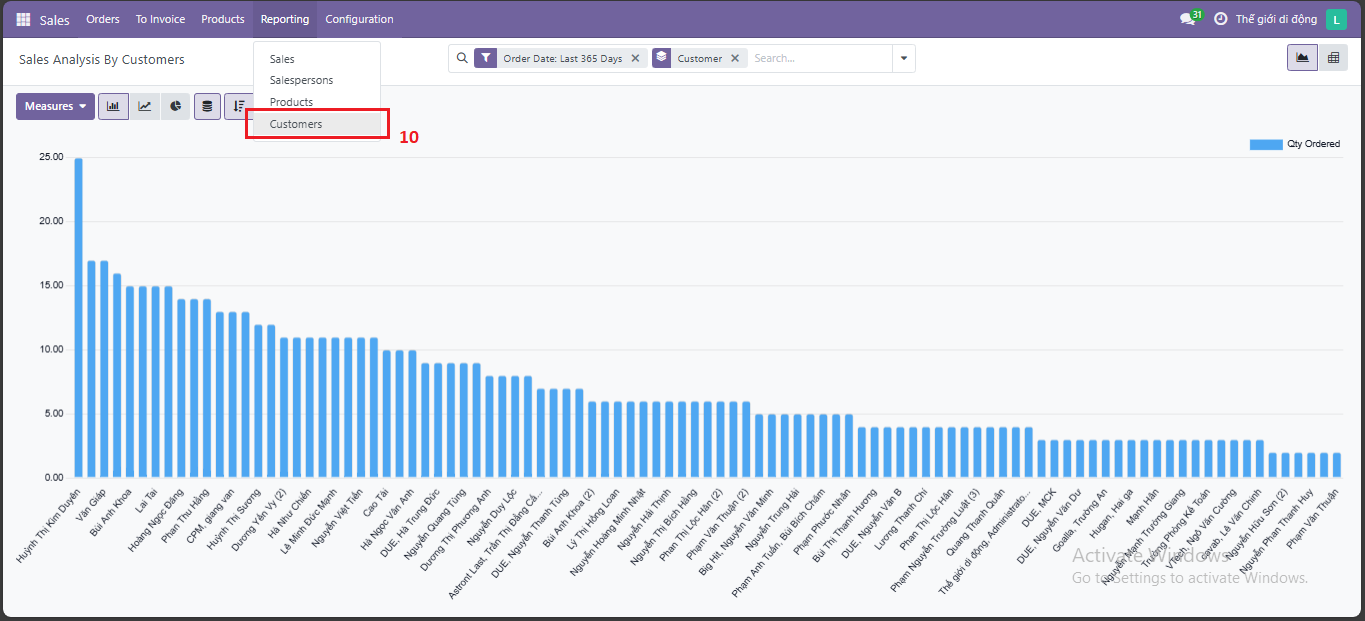 Sales Orders To Invoice Products Reporting Configuration 31 Thế giới di động L
Sales Analysis By Customers
Order Date: Last 365 Days Customer Search...
Sales
Salespersons
Products
Customers
10
Measures
Qty Ordered
25.00
20.00
15.00
10.00
5.00
0.00
Huỳnh Thị Kim Duyên
Văn Giáp
Bùi Anh Khoa
Lai Tai
Hoàng Ngọc Dăng
Phan Thu Hằng
CPM, giang van
Huỳnh Thị Sương
Dương Yến Vy (2)
Hà Như Chiến
Lê Minh Đức Mạnh
Nguyễn Việt Tiến
Cao Tài
Hà Ngọc Vân Anh
DUE, Hà Trung Đức
Nguyễn Quang Tùng
Dương Thị Phương Anh
Nguyễn Duy Lộc
Astront Last, Trần Thị Đẳng Cấ...
DUE, Nguyễn Thanh Tùng
Bùi Anh Khoa (2)
Lý Thị Hồng Loan
Nguyễn Hoàng Minh Nhật
Nguyễn Hải Thịnh
Nguyễn Thị Bích Hằng
Phan Thị Lộc Hân (2)
Phạm Văn Thuận (2)
Big Hit, Nguyễn Văn Minh
Nguyễn Trung Hải
Phạm Anh Tuấn, Bùi Bích Châm
Phạm Phước Nhân
Bùi Thị Thanh Hương
DUE, Nguyễn Văn B
Lương Thanh Chí
Phan Thị Lộc Hân
Phạm Nguyễn Trường Luật (3)
Quang Thanh Quân
Thế giới di động, Administrato...
DUE, MCK
DUE, Nguyễn Văn Dư
Goalla, Trường An
Hugan, Hai ga
Mạnh Hân
Nguyễn Mạnh Trường Giang
Trường Phòng Kế Toán
VTech, Ngô Văn Cường
Lê Văn Chinh
Nguyễn Hữu Sơn (2)
Nguyễn Phan Thanh Huy
Phạm Văn Thuận
Activate Windows
Go to Settings to activate Windows.